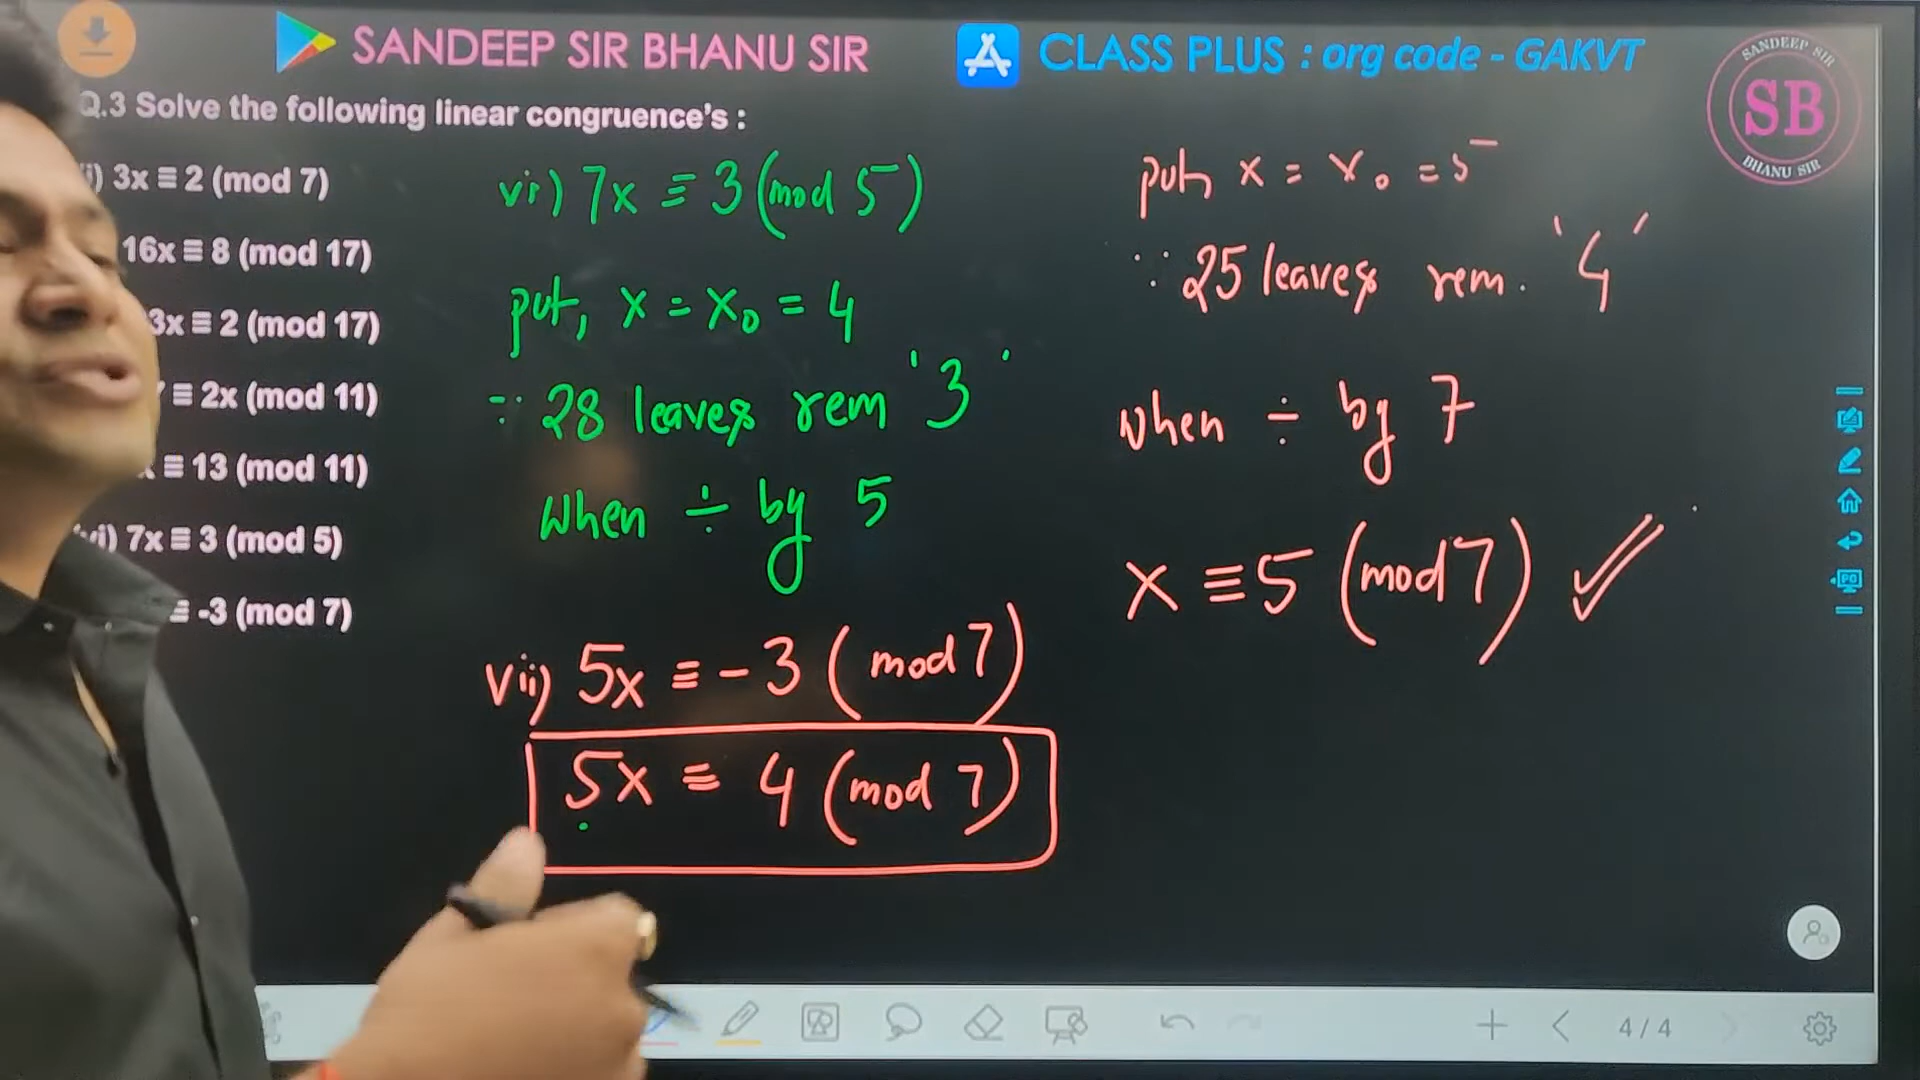 SANDEEP SIR BHANU SIR
CLASS PLUS : org code - GAKVT
SANDEEP SIR
SB
BHANU SIR
Q.3 Solve the following linear congruence's :
i) 3x ≡ 2 (mod 7)
16x ≡ 8 (mod 17)
3x ≡ 2 (mod 17)
≡ 2x (mod 11)
≡ 13 (mod 11)
vi) 7x ≡ 3 (mod 5)
≡ -3 (mod 7)
vi) 7x ≡ 3 (mod 5)
put, x = x₀ = 4
∵ 28 leaves rem '3'
when ÷ by 5
vii) 5x ≡ -3 (mod 7)
5x ≡ 4 (mod 7)
put, x = x₀ = 5
∵ 25 leaves rem. '4'
when ÷ by 7
x ≡ 5 (mod 7)
4 / 4